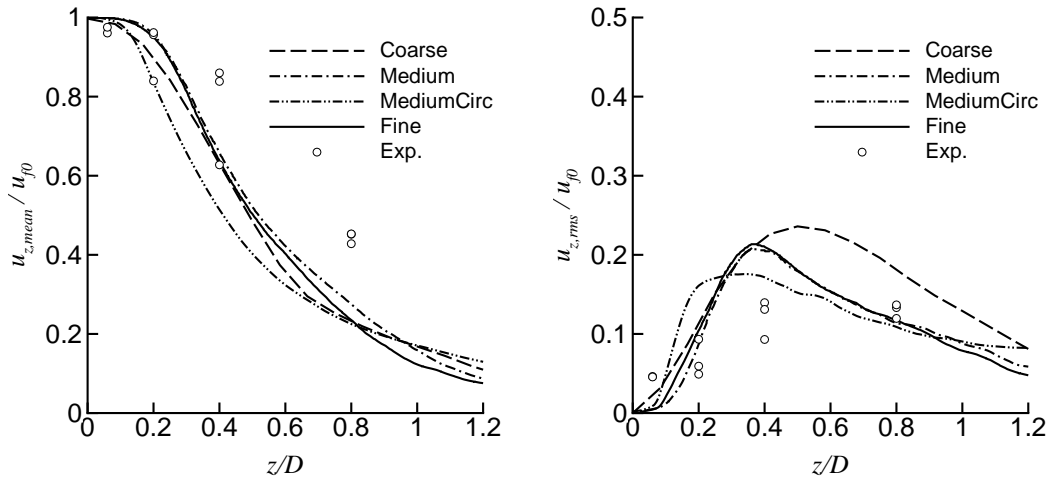 1
0.8
0.6
0.4
0.2
0
0 0.2 0.4 0.6 0.8 1 1.2
u_{z,mean} / u_{f0}
z/D
Coarse
Medium
MediumCirc
Fine
Exp.
0.5
0.4
0.3
0.2
0.1
0
0 0.2 0.4 0.6 0.8 1 1.2
u_{z,rms} / u_{f0}
z/D
Coarse
Medium
MediumCirc
Fine
Exp.